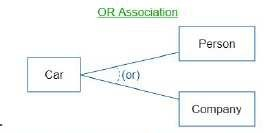 OR Association
Person
Car
(or)
Company